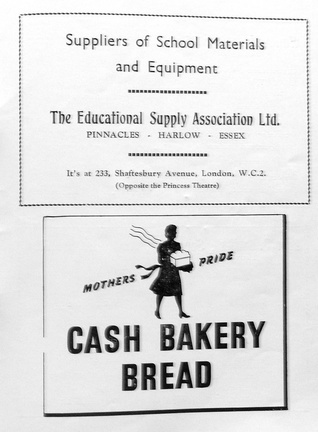 Suppliers of School Materials
and Equipment
The Educational Supply Association Ltd.
PINNACLES - HARLOW - ESSEX
It's at 233, Shaftesbury Avenue, London, W.C.2.
(Opposite the Princess Theatre)
MOTHERS PRIDE
CASH BAKERY
BREAD